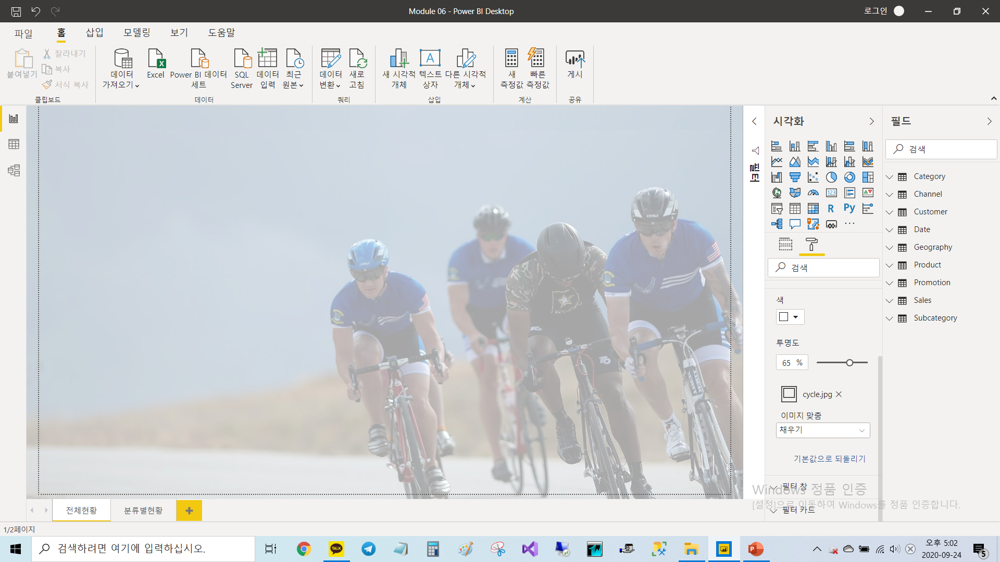 Module 06 - Power BI Desktop
로그인
파일
홈
삽입
모델링
보기
도움말
붙여넣기
잘라내기
복사
서식 복사
클립보드
데이터
가져오기
Excel
Power BI 데이터
세트
SQL
Server
데이터
입력
최근
원본
데이터
데이터
변환
새로
고침
쿼리
새 시각적
개체
텍스트
상자
다른 시각적
개체
삽입
새
측정값
빠른
측정값
계산
게시
공유
필터
시각화
123
R
Py
...
검색
색
투명도
65 %
cycle.jpg
이미지 맞춤
채우기
기본값으로 되돌리기
필터 창
필터 카드
필드
검색
Category
Channel
Customer
Date
Geography
Product
Promotion
Sales
Subcategory
Windows 정품 인증
[설정]으로 이동하여 Windows를 정품 인증합니다.
전체현황
분류별현황
1/2페이지
검색하려면 여기에 입력하십시오.
TALK
오후 5:02
2020-09-24
5